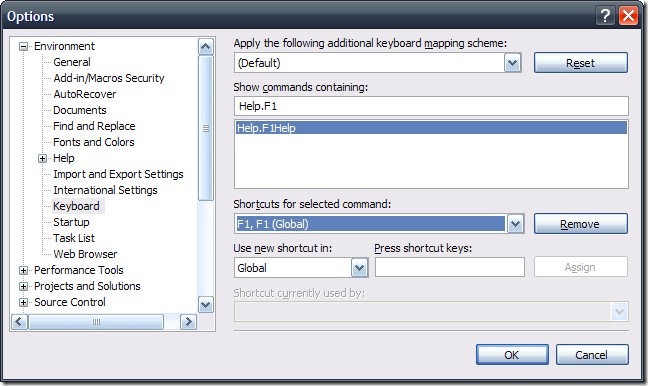 Options
Environment
General
Add-in/Macros Security
AutoRecover
Documents
Find and Replace
Fonts and Colors
Help
Import and Export Settings
International Settings
Keyboard
Startup
Task List
Web Browser
Performance Tools
Projects and Solutions
Source Control
Apply the following additional keyboard mapping scheme:
(Default)
Reset
Show commands containing:
Help.F1
Help.F1Help
Shortcuts for selected command:
F1, F1 (Global)
Remove
Use new shortcut in:
Press shortcut keys:
Global
Assign
Shortcut currently used by:
OK
Cancel